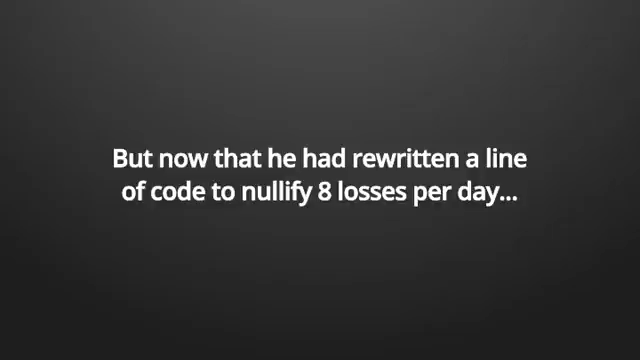 But now that he had rewritten a line
of code to nullify 8 losses per day...